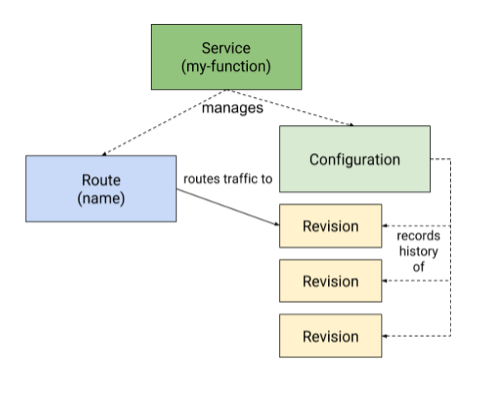 Service
(my-function)
manages
Configuration
Route
(name)
routes traffic to
Revision
records
history
of
Revision
Revision